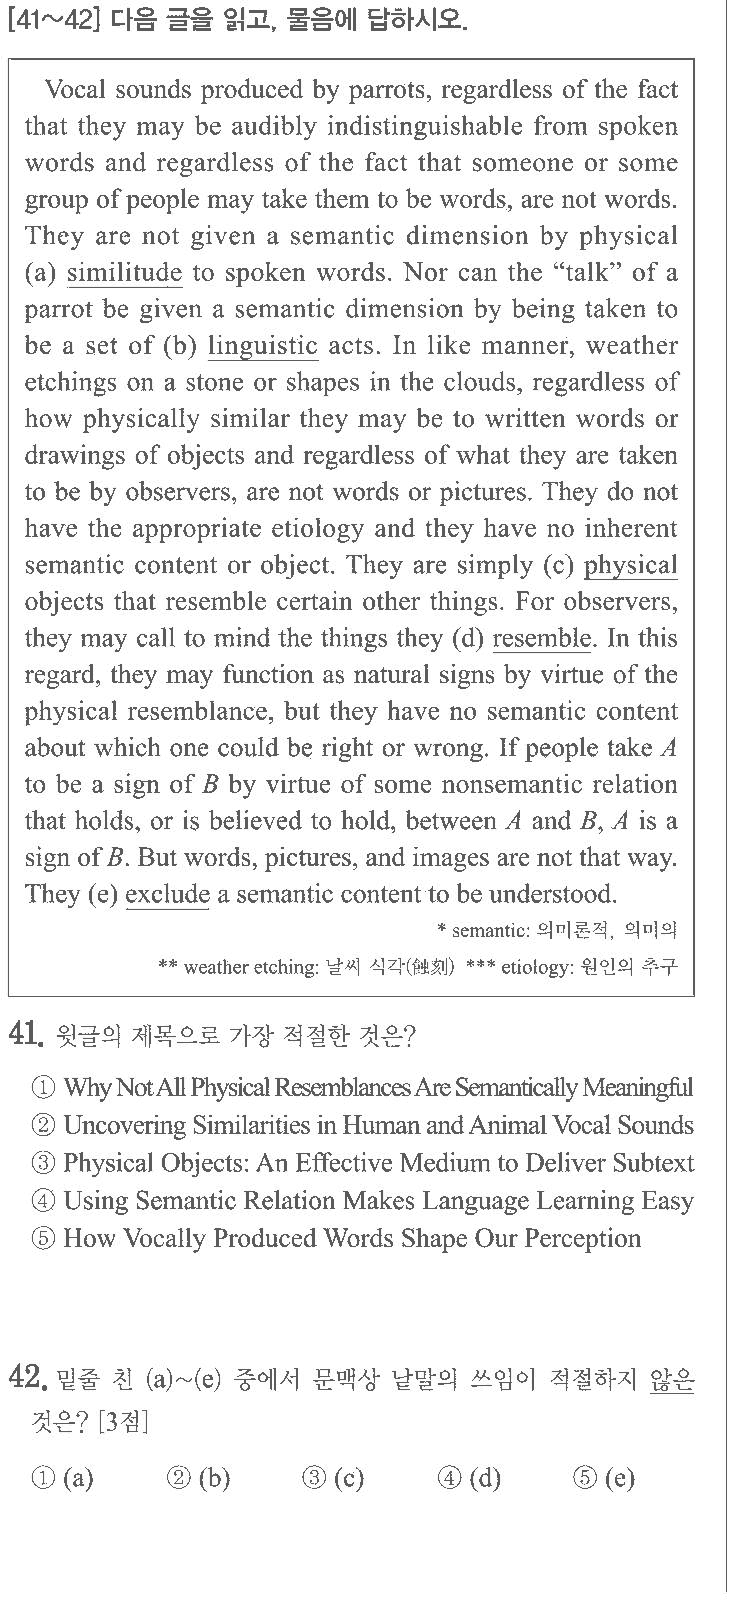 [41~42] 다음 글을 읽고, 물음에 답하시오.
Vocal sounds produced by parrots, regardless of the fact
that they may be audibly indistinguishable from spoken
words and regardless of the fact that someone or some
group of people may take them to be words, are not words.
They are not given a semantic dimension by physical
(a) similitude to spoken words. Nor can the “talk” of a
parrot be given a semantic dimension by being taken to
be a set of (b) linguistic acts. In like manner, weather
etchings on a stone or shapes in the clouds, regardless of
how physically similar they may be to written words or
drawings of objects and regardless of what they are taken
to be by observers, are not words or pictures. They do not
have the appropriate etiology and they have no inherent
semantic content or object. They are simply (c) physical
objects that resemble certain other things. For observers,
they may call to mind the things they (d) resemble. In this
regard, they may function as natural signs by virtue of the
physical resemblance, but they have no semantic content
about which one could be right or wrong. If people take A
to be a sign of B by virtue of some nonsemantic relation
that holds, or is believed to hold, between A and B, A is a
sign of B. But words, pictures, and images are not that way.
They (e) exclude a semantic content to be understood.
* semantic: 의미론적, 의미의
** weather etching: 날씨 식각(蝕刻) *** etiology: 원인의 추구
41. 윗글의 제목으로 가장 적절한 것은?
① Why Not All Physical Resemblances Are Semantically Meaningful
② Uncovering Similarities in Human and Animal Vocal Sounds
③ Physical Objects: An Effective Medium to Deliver Subtext
④ Using Semantic Relation Makes Language Learning Easy
⑤ How Vocally Produced Words Shape Our Perception
42. 밑줄 친 (a)~(e) 중에서 문맥상 낱말의 쓰임이 적절하지 않은
것은? [3점]
① (a) ② (b) ③ (c) ④ (d) ⑤ (e)